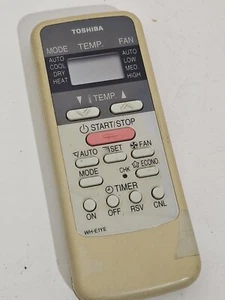 TOSHIBA
MODE TEMP. FAN
AUTO AUTO
COOL LOW
DRY MED.
HEAT HIGH
TEMP.
START/STOP
AUTO SET FAN
MODE CHK ECONO.
TIMER
ON OFF RSV CNL
WH-E1YE